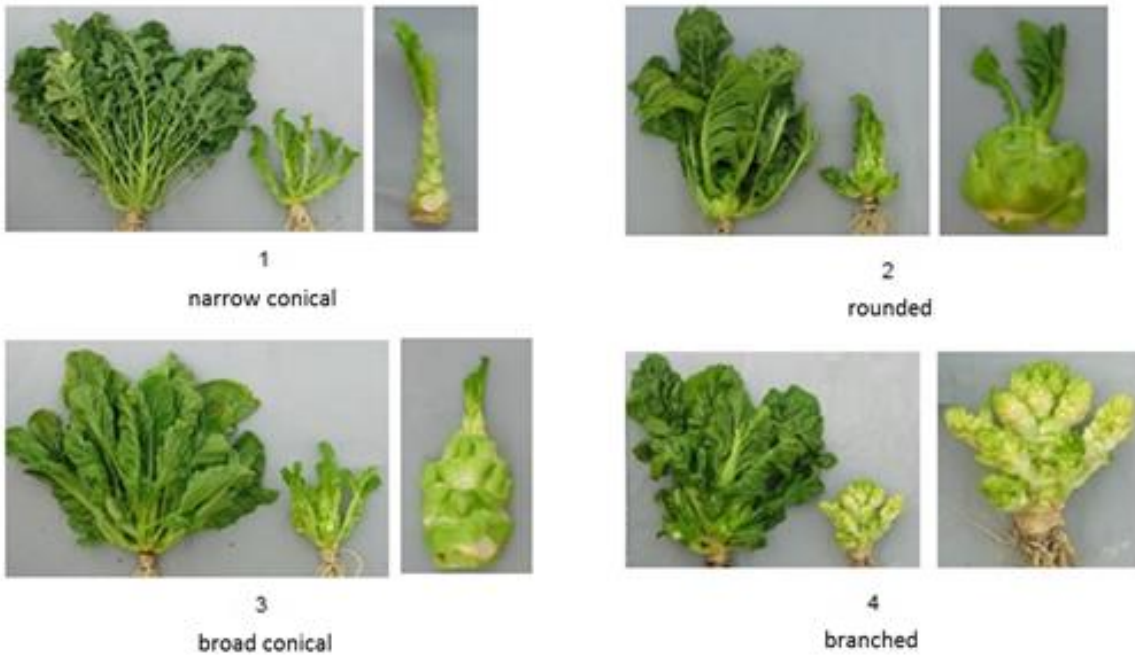 1
narrow conical
2
rounded
3
broad conical
4
branched